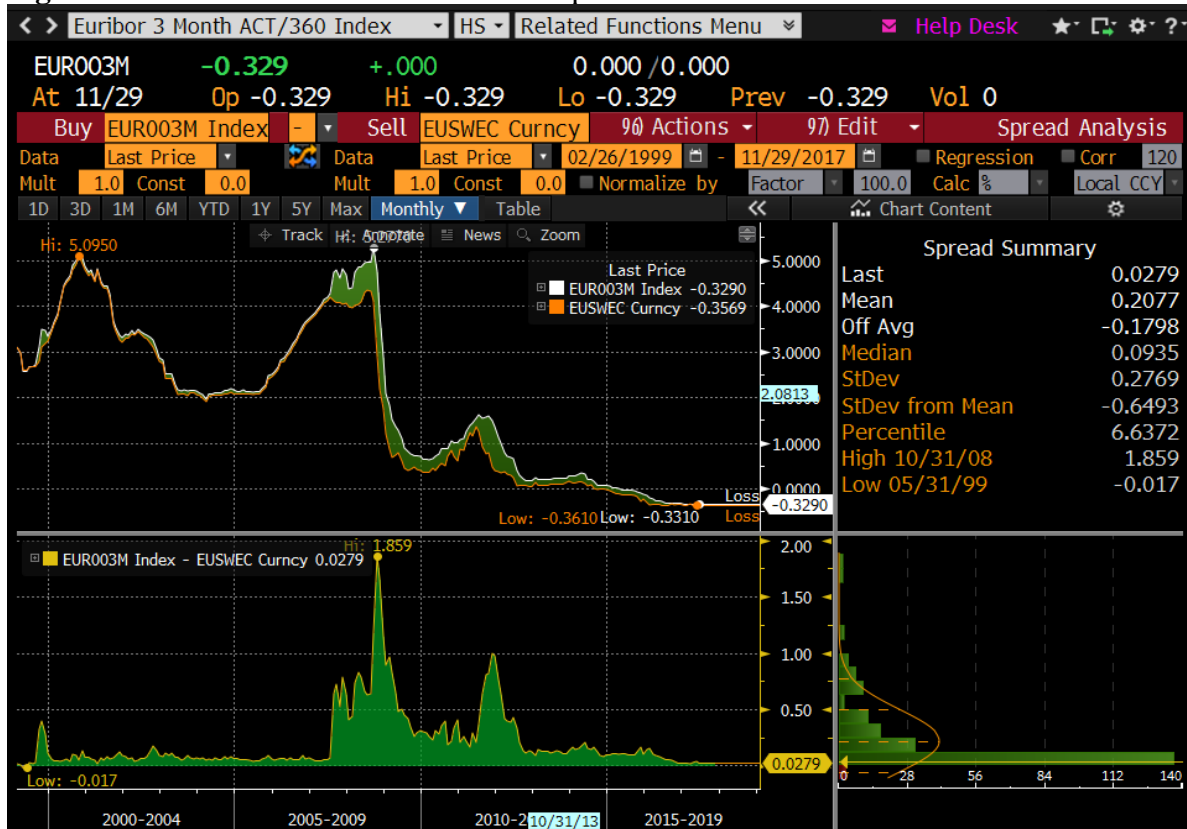 < > Euribor 3 Month ACT/360 Index HS Related Functions Menu Help Desk ?
EUR003M -0.329 +.000 0.000 /0.000
At 11/29 Op -0.329 Hi -0.329 Lo -0.329 Prev -0.329 Vol 0
Buy EUR003M Index - Sell EUSWEC Curncy 96) Actions 97) Edit Spread Analysis
Data Last Price Data Last Price 02/26/1999 - 11/29/2017 Regression Corr 120
Mult 1.0 Const 0.0 Mult 1.0 Const 0.0 Normalize by Factor 100.0 Calc % Local CCY
1D 3D 1M 6M YTD 1Y 5Y Max Monthly ▼ Table << Chart Content
Track Annotate News Zoom
Hi: 5.0950
Hi: 5.2770
Last Price
EUR003M Index -0.3290
EUSWEC Curncy -0.3569
5.0000
4.0000
3.0000
2.0813
1.0000
0.0000
-0.3290
Loss
Loss
Low: -0.3610 Low: -0.3310
Spread Summary
Last 0.0279
Mean 0.2077
Off Avg -0.1798
Median 0.0935
StDev 0.2769
StDev from Mean -0.6493
Percentile 6.6372
High 10/31/08 1.859
Low 05/31/99 -0.017
EUR003M Index - EUSWEC Curncy 0.0279
Hi: 1.859
2.00
1.50
1.00
0.50
0.0279
Low: -0.017
0 28 56 84 112 140
2000-2004 2005-2009 2010-2 10/31/13 2015-2019